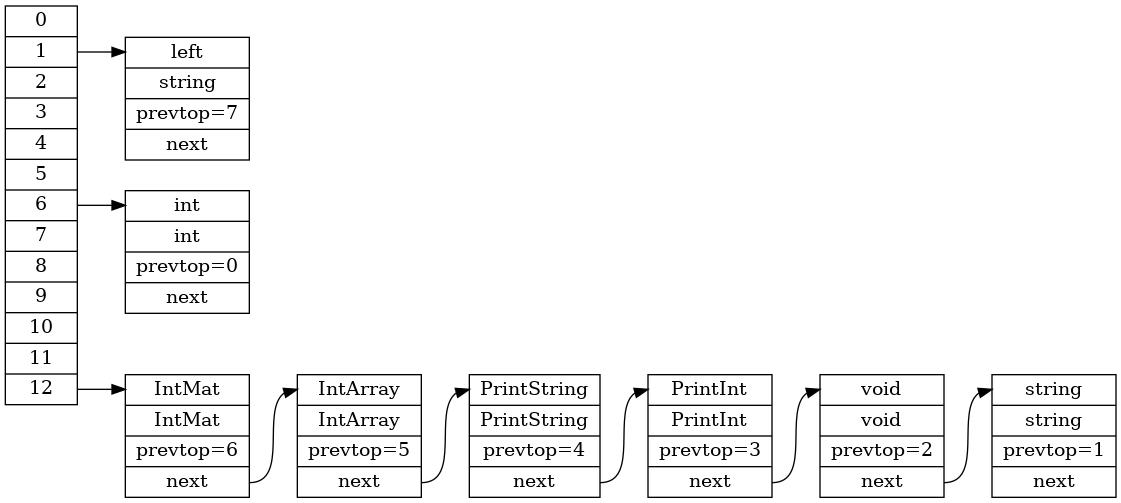 0
1
2
3
4
5
6
7
8
9
10
11
12
left
string
prevtop=7
next
int
int
prevtop=0
next
IntMat
IntMat
prevtop=6
next
IntArray
IntArray
prevtop=5
next
PrintString
PrintString
prevtop=4
next
PrintInt
PrintInt
prevtop=3
next
void
void
prevtop=2
next
string
string
prevtop=1
next